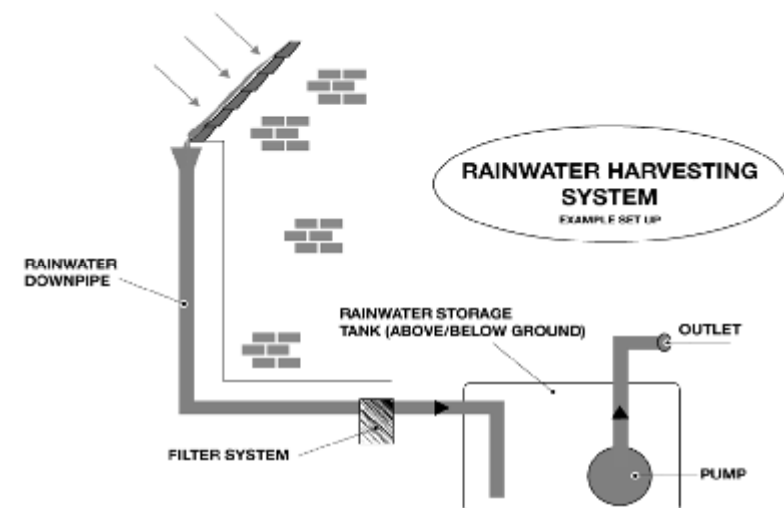 RAINWATER HARVESTING
SYSTEM
EXAMPLE SET UP
RAINWATER
DOWNPIPE
RAINWATER STORAGE
TANK (ABOVE/BELOW GROUND)
OUTLET
FILTER SYSTEM
PUMP